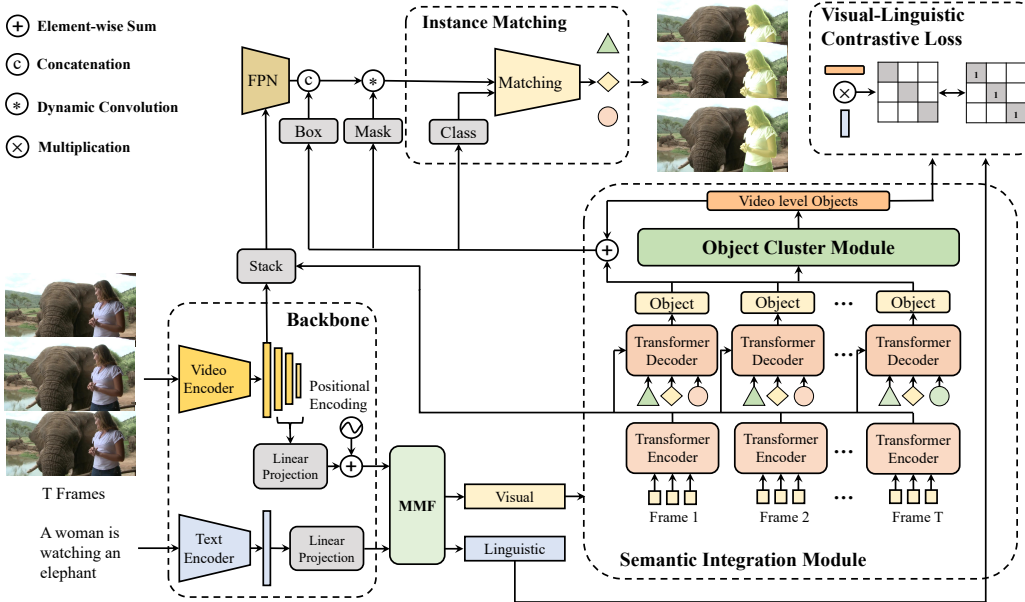 Element-wise Sum
c
Concatenation
Dynamic Convolution
Multiplication
Instance Matching
FPN
c
Matching
Box
Mask
Class
Visual-Linguistic
Contrastive Loss
1
1
1
Video level Objects
Object Cluster Module
Stack
Object
Object
...
Object
Backbone
Transformer
Decoder
Transformer
Decoder
...
Transformer
Decoder
Video
Encoder
Positional
Encoding
Linear
Projection
Transformer
Encoder
Transformer
Encoder
...
Transformer
Encoder
MMF
Visual
...
Frame 1
Frame 2
Frame T
T Frames
A woman is
watching an
elephant
Text
Encoder
Linear
Projection
Linguistic
Semantic Integration Module